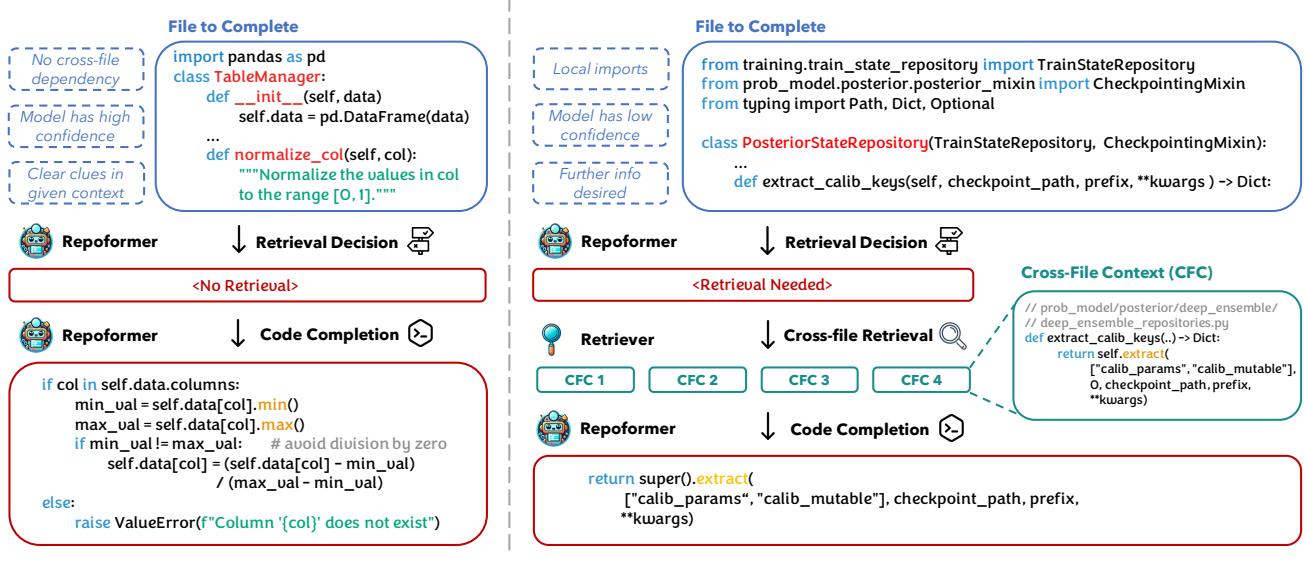 File to Complete
No cross-file
dependency
Model has high
confidence
Clear clues in
given context
import pandas as pd
class TableManager:
def __init__(self, data)
self.data = pd.DataFrame(data)
...
def normalize_col(self, col):
"""Normalize the values in col
to the range [0, 1]."""
Repoformer
Retrieval Decision
<No Retrieval>
Repoformer
Code Completion
if col in self.data.columns:
min_val = self.data[col].min()
max_val = self.data[col].max()
if min_val != max_val: # avoid division by zero
self.data[col] = (self.data[col] - min_val)
/ (max_val - min_val)
else:
raise ValueError(f"Column '{col}' does not exist")
File to Complete
Local imports
Model has low
confidence
Further info
desired
from training.train_state_repository import TrainStateRepository
from prob_model.posterior.posterior_mixin import CheckpointingMixin
from typing import Path, Dict, Optional
class PosteriorStateRepository(TrainStateRepository, CheckpointingMixin):
...
def extract_calib_keys(self, checkpoint_path, prefix, **kwargs ) -> Dict:
Repoformer
Retrieval Decision
<Retrieval Needed>
Retriever
Cross-file Retrieval
CFC 1 CFC 2 CFC 3 CFC 4
Cross-File Context (CFC)
// prob_model/posterior/deep_ensemble/
// deep_ensemble_repositories.py
def extract_calib_keys(..) -> Dict:
return self.extract(
["calib_params", "calib_mutable"],
0, checkpoint_path, prefix,
**kwargs)
Repoformer
Code Completion
return super().extract(
["calib_params“, "calib_mutable"], checkpoint_path, prefix,
**kwargs)